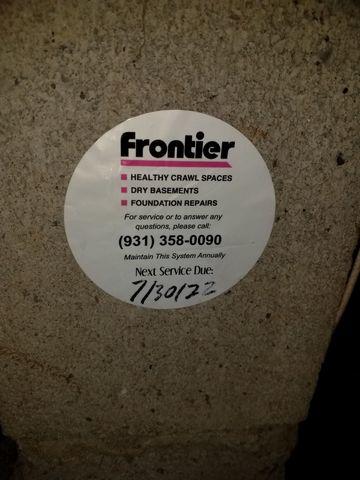 Frontier
HEALTHY CRAWL SPACES
DRY BASEMENTS
FOUNDATION REPAIRS
For service or to answer any
questions, please call:
(931) 358-0090
Maintain This System Annually
Next Service Due:
7/30/22